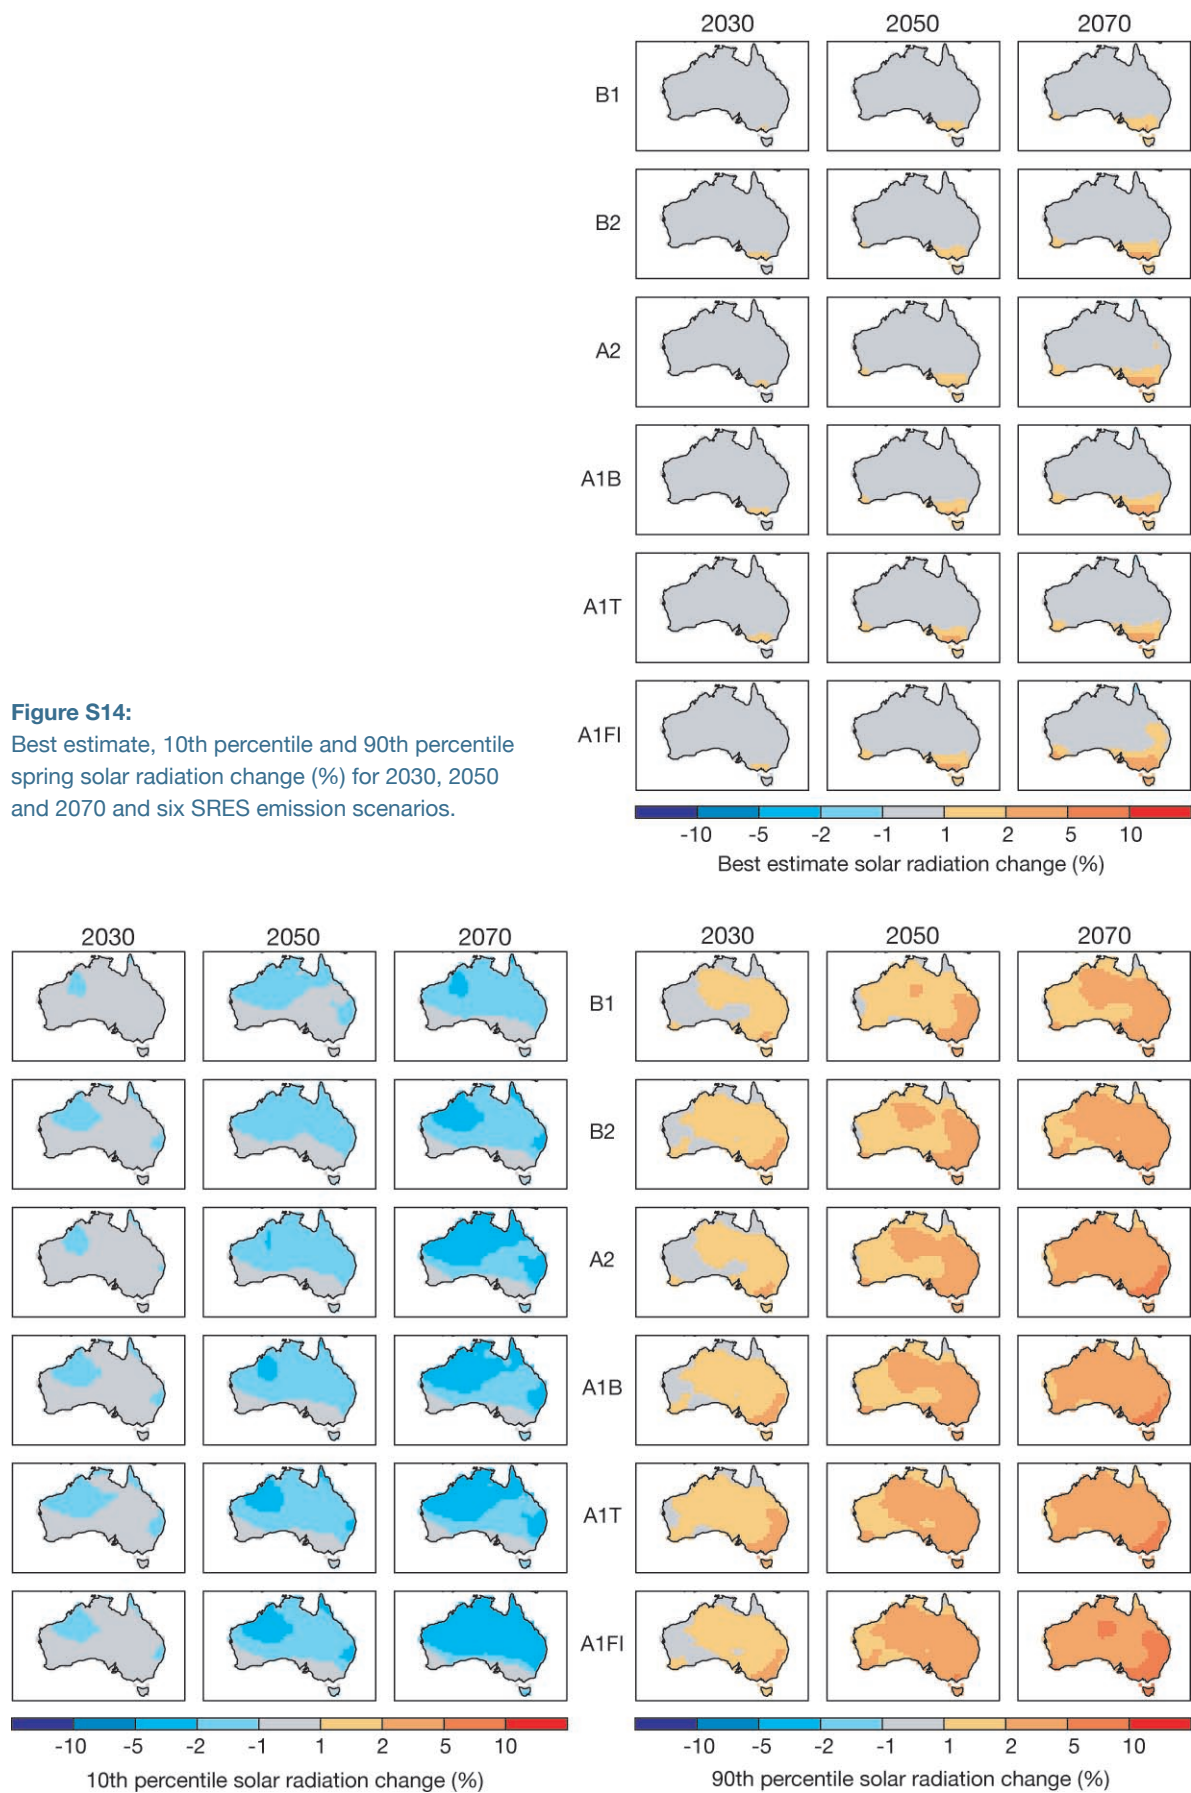 2030 2050 2070
B1
B2
A2
A1B
A1T
A1FI
-10 -5 -2 -1 1 2 5 10
Best estimate solar radiation change (%)
Figure S14:
Best estimate, 10th percentile and 90th percentile
spring solar radiation change (%) for 2030, 2050
and 2070 and six SRES emission scenarios.
2030 2050 2070 2030 2050 2070
B1
B2
A2
A1B
A1T
A1FI
-10 -5 -2 -1 1 2 5 10
10th percentile solar radiation change (%)
-10 -5 -2 -1 1 2 5 10
90th percentile solar radiation change (%)